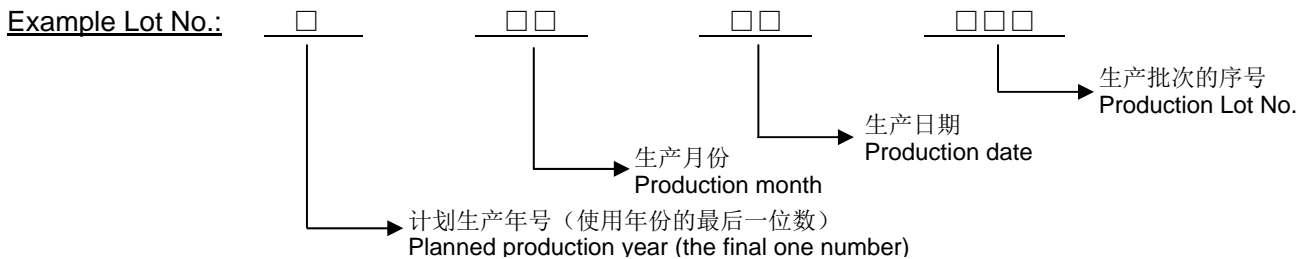 Example Lot No.: □ □□ □□ □□□
生产批次的序号
Production Lot No.
生产日期
Production date
生产月份
Production month
计划生产年号（使用年份的最后一位数）
Planned production year (the final one number)